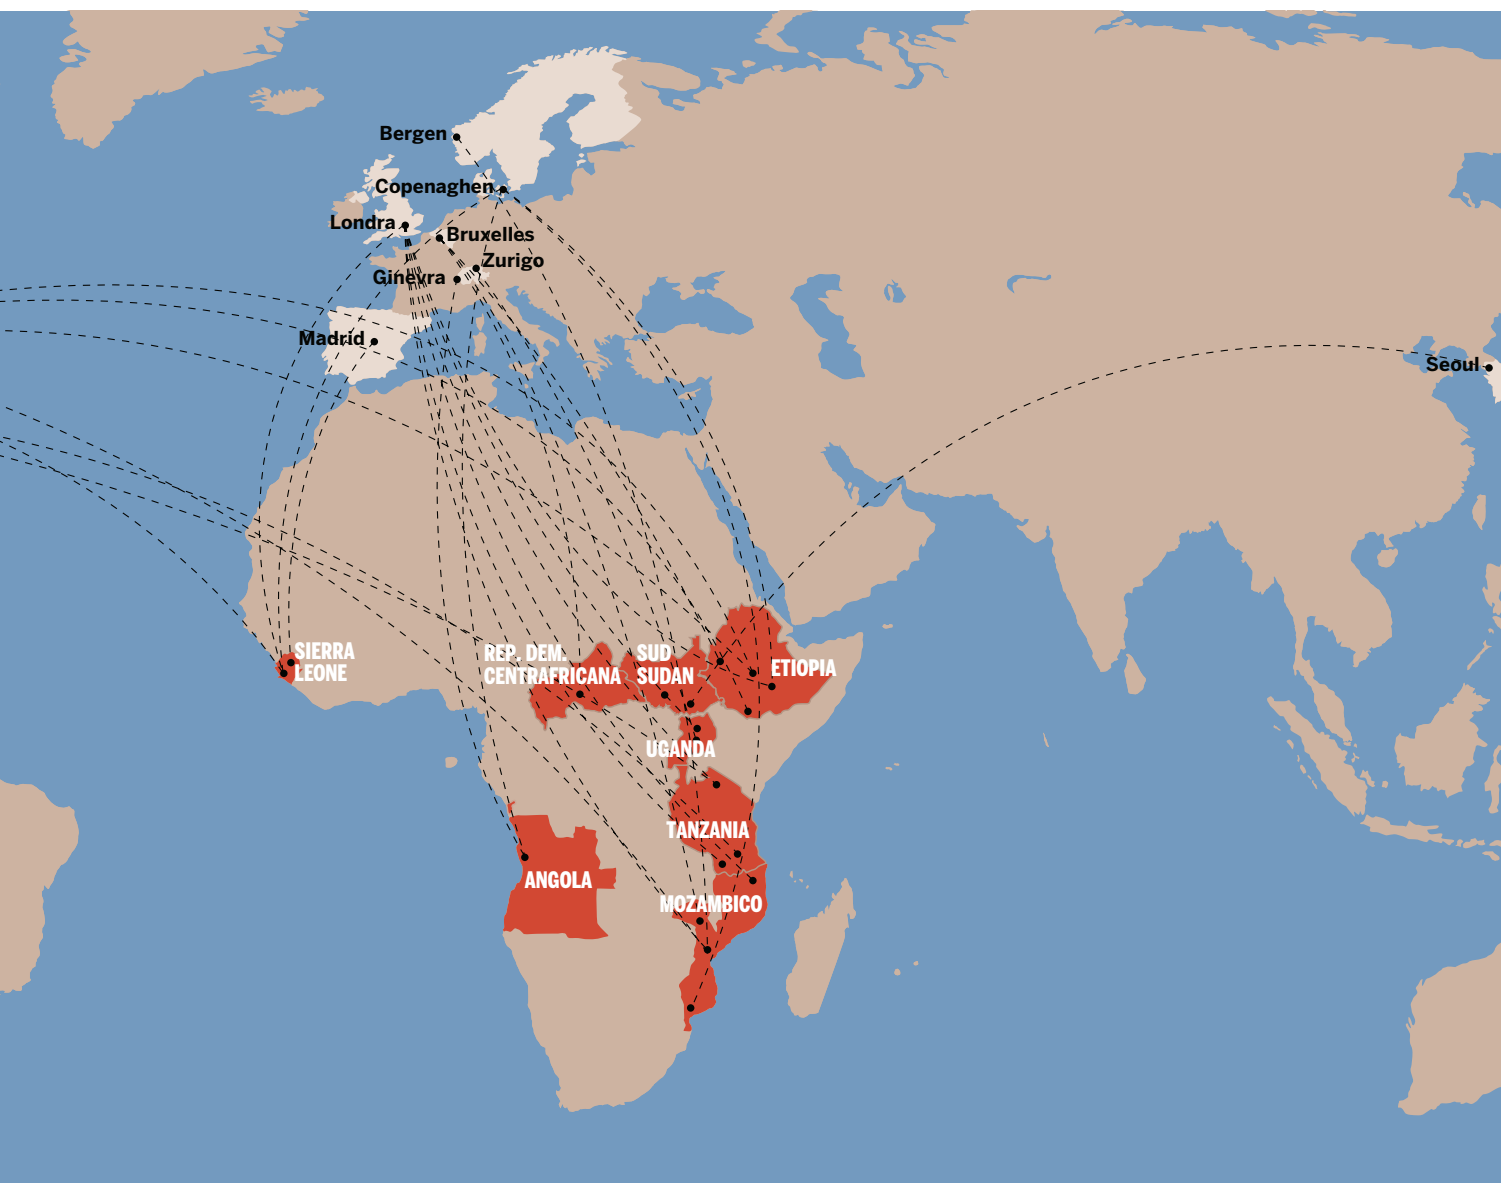 Bergen
Copenaghen
Londra
Bruxelles
Zurigo
Ginevra
Madrid
Seoul
SIERRA
LEONE
REP. DEM.
CENTRAFRICANA
SUD
SUDAN
ETIOPIA
UGANDA
TANZANIA
ANGOLA
MOZAMBICO